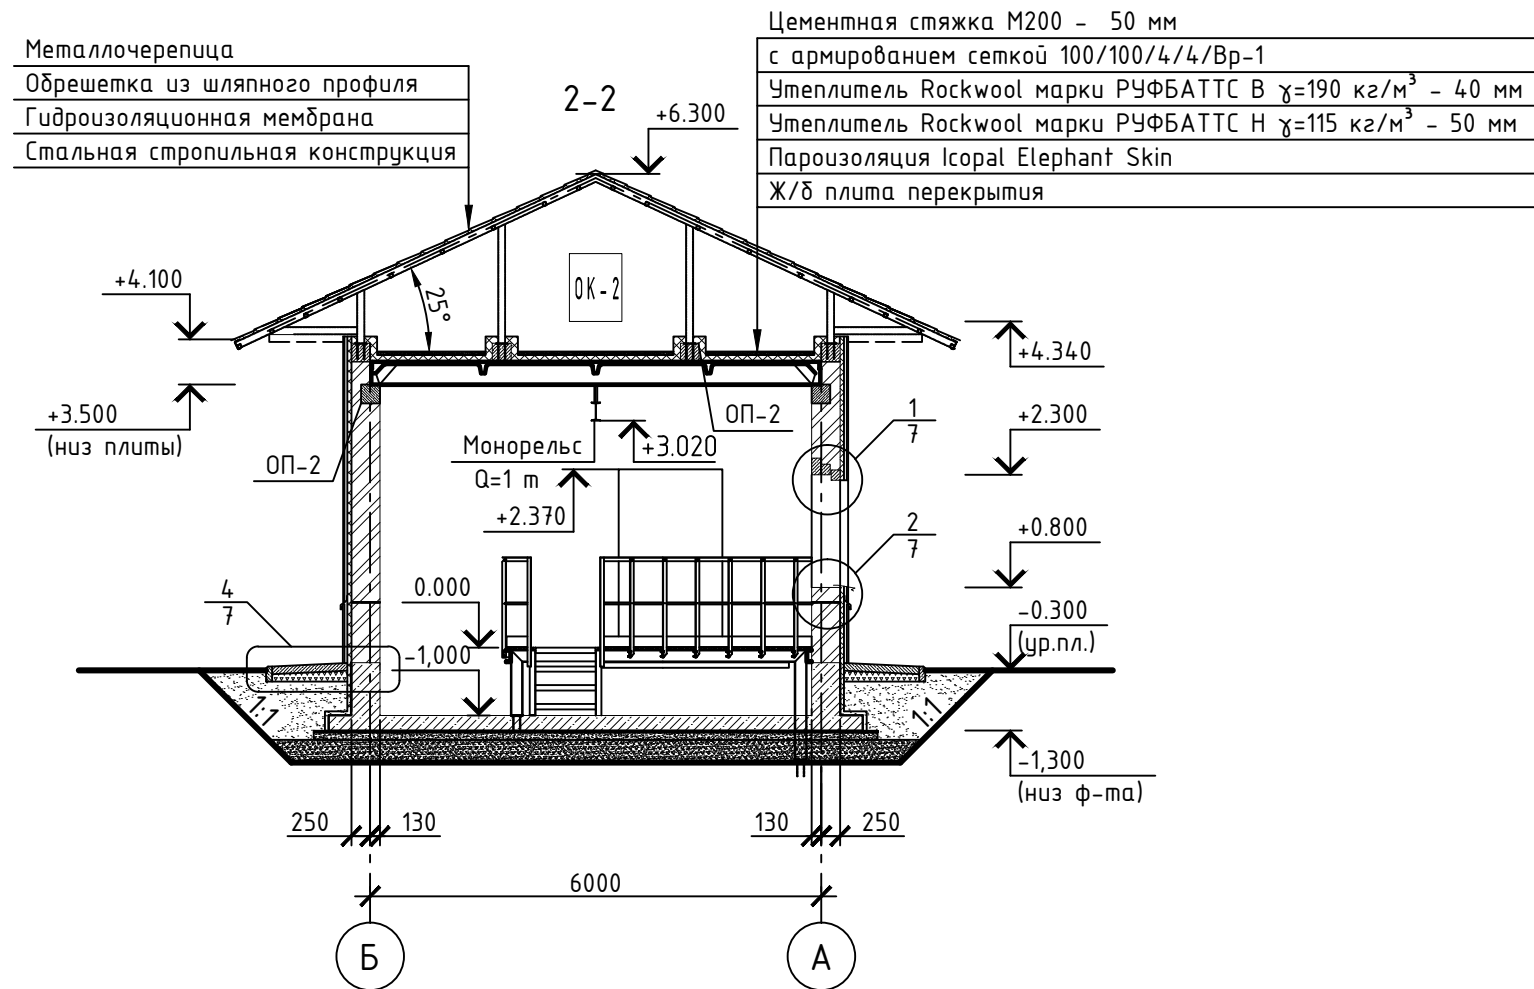 Металлочерепица
Обрешетка из шляпного профиля
Гидроизоляционная мембрана
Стальная стропильная конструкция
2-2
+6.300
Цементная стяжка М200 - 50 мм
с армированием сеткой 100/100/4/4/Вр-1
Утеплитель Rockwool марки РУФБАТТС В γ=190 кг/м³ - 40 мм
Утеплитель Rockwool марки РУФБАТТС Н γ=115 кг/м³ - 50 мм
Пароизоляция Icopal Elephant Skin
Ж/б плита перекрытия
+4.100
25°
ОК-2
+4.340
+3.500
(низ плиты)
ОП-2
ОП-2
Монорельс
Q=1 т
+3.020
+2.370
1
7
+2.300
2
7
+0.800
4
7
0.000
-1,000
-0.300
(ур.пл.)
1:1
1:1
-1,300
(низ ф-та)
250
130
130
250
6000
Б
А